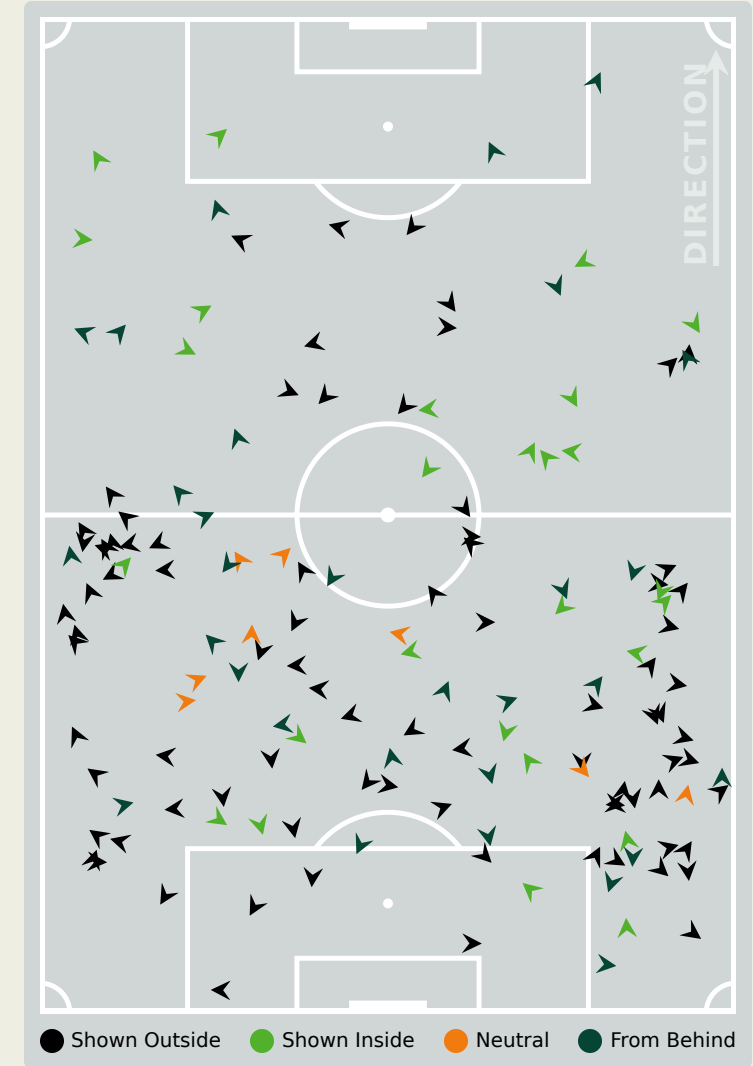 DIRECTION
Shown Outside
Shown Inside
Neutral
From Behind